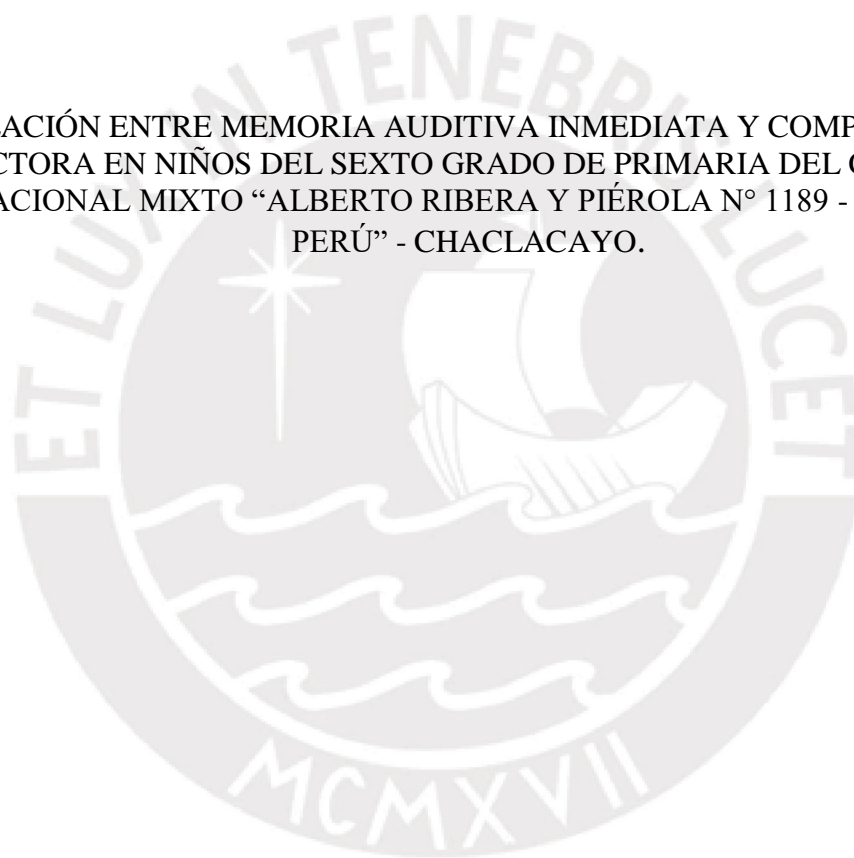 ACIÓN ENTRE MEMORIA AUDITIVA INMEDIATA Y COMP
CTORA EN NIÑOS DEL SEXTO GRADO DE PRIMARIA DEL
ACIONAL MIXTO “ALBERTO RIBERA Y PIÉROLA N° 1189 -
PERÚ” - CHACLACAYO.
ET LUX IN TENEBRIS LUCET
MCMXVII